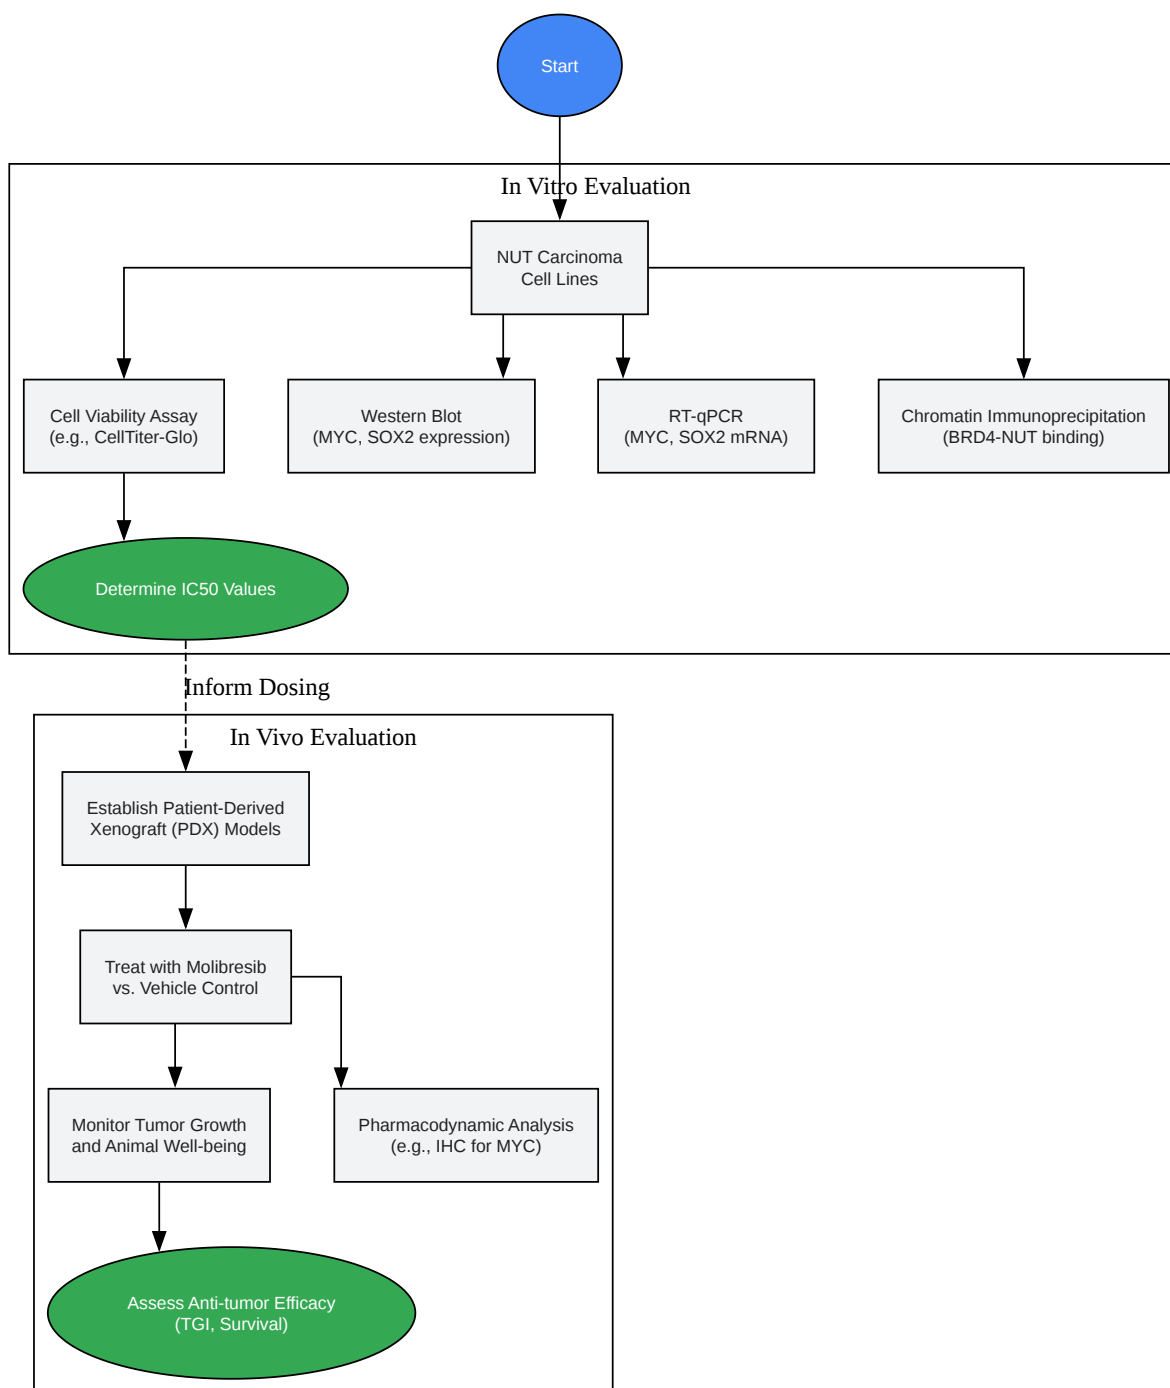 Start
In Vitro Evaluation
NUT Carcinoma
Cell Lines
Cell Viability Assay
(e.g., CellTiter-Glo)
Western Blot
(MYC, SOX2 expression)
RT-qPCR
(MYC, SOX2 mRNA)
Chromatin Immunoprecipitation
(BRD4-NUT binding)
Determine IC50 Values
Inform Dosing
In Vivo Evaluation
Establish Patient-Derived
Xenograft (PDX) Models
Treat with Molibresib
vs. Vehicle Control
Monitor Tumor Growth
and Animal Well-being
Pharmacodynamic Analysis
(e.g., IHC for MYC)
Assess Anti-tumor Efficacy
(TGI, Survival)